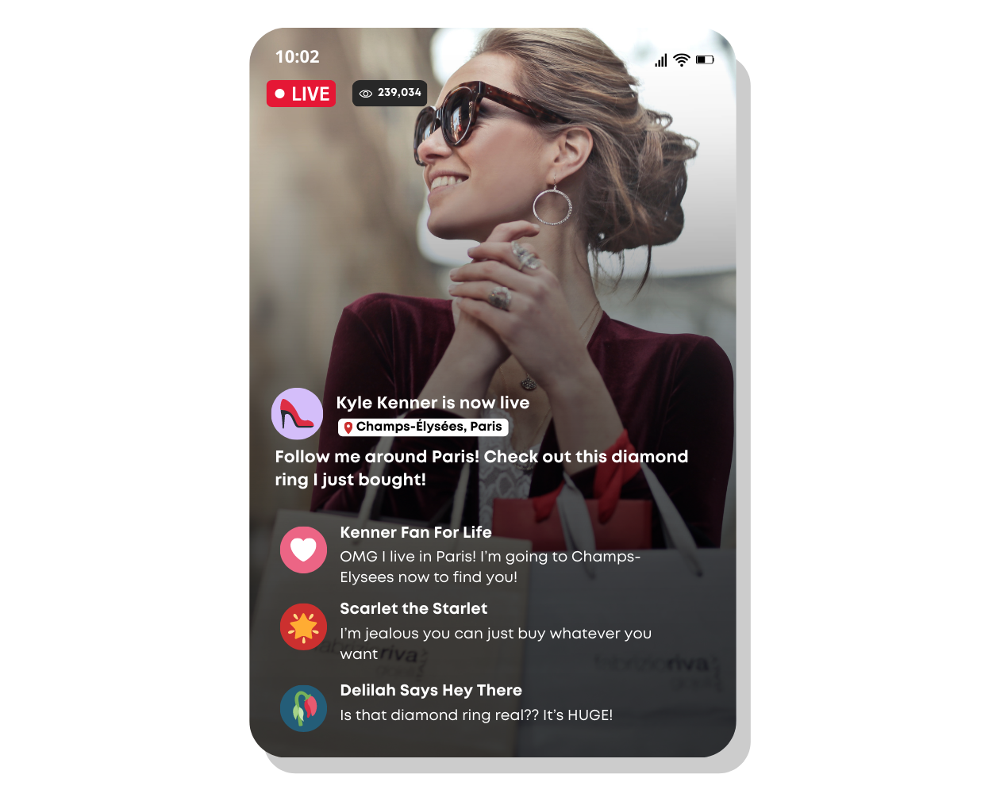 10:02
LIVE
239,034
Kyle Kenner is now live
Champs-Élysées, Paris
Follow me around Paris! Check out this diamond
ring I just bought!
Kenner Fan For Life
OMG I live in Paris! I'm going to Champs-
Elysees now to find you!
Scarlet the Starlet
I'm jealous you can just buy whatever you
want
Delilah Says Hey There
Is that diamond ring real?? It's HUGE!
fabrizioriva
fabrizioriva